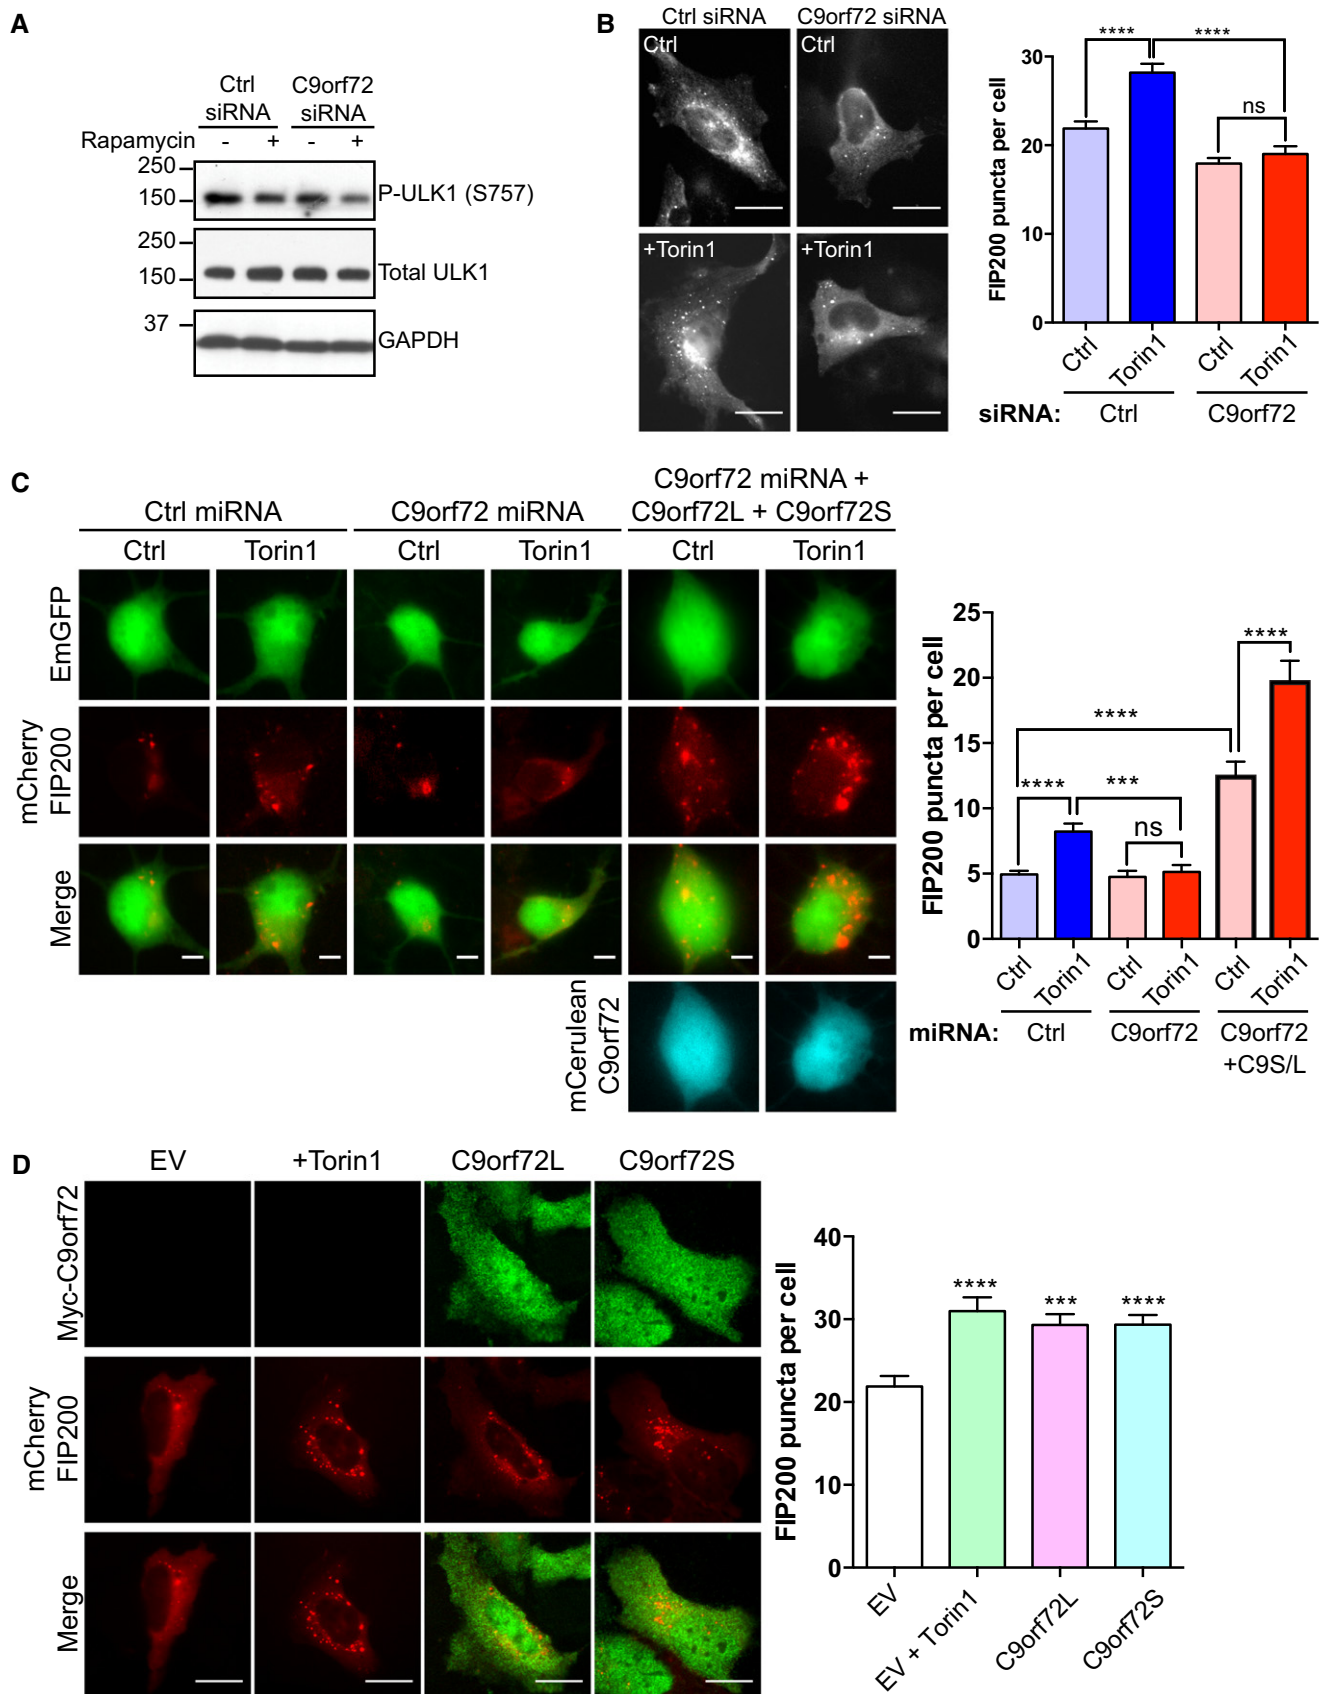 A
Ctrl siRNA
C9orf72 siRNA
Rapamycin - + - +
250
150
P-ULK1 (S757)
250
150
Total ULK1
37
GAPDH
B
Ctrl siRNA C9orf72 siRNA
Ctrl Ctrl
+Torin1 +Torin1
FIP200 puncta per cell
30
20
10
0
**** ****
ns
Ctrl Torin1 Ctrl Torin1
siRNA: Ctrl C9orf72
C
Ctrl miRNA
C9orf72 miRNA
C9orf72 miRNA +
C9orf72L + C9orf72S
Ctrl Torin1 Ctrl Torin1 Ctrl Torin1
EmGFP
mCherry
FIP200
Merge
mCerulean
C9orf72
FIP200 puncta per cell
25
20
15
10
5
0
****
****
**** ***
ns
Ctrl Torin1 Ctrl Torin1 Ctrl Torin1
miRNA: Ctrl C9orf72 C9orf72
+C9S/L
D
EV +Torin1 C9orf72L C9orf72S
Myc-C9orf72
mCherry
FIP200
Merge
FIP200 puncta per cell
40
30
20
10
0
**** *** ****
EV EV + Torin1 C9orf72L C9orf72S